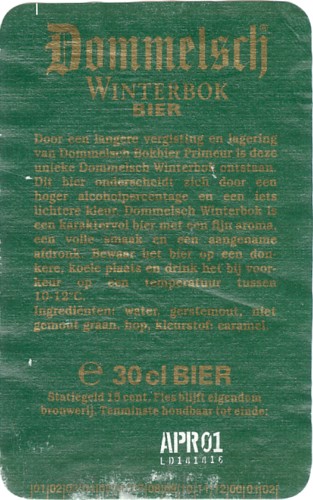 Dommelsch
WINTERBOK
BIER
Door een langere vergisting en lagering
van Dommelsch Bokbier Primeur is deze
unieke Dommelsch Winterbok ontstaan.
Dit bier onderscheidt zich door een
hoger alcoholpercentage en een iets
lichtere kleur. Dommelsch Winterbok is
een karaktervol bier met een fijn aroma,
een volle smaak en een aangename
afdronk. Bewaar het bier op een don-
kere, koele plaats en drink het bij voor-
keur op een temperatuur tussen
10-12°C.
Ingrediënten: water, gerstemout, niet
gemout graan, hop, kleurstof: caramel.
e 30 cl BIER
Statiegeld 15 cent. Fles blijft eigendom
brouwerij. Tenminste houdbaar tot einde:
APR01
LD141416